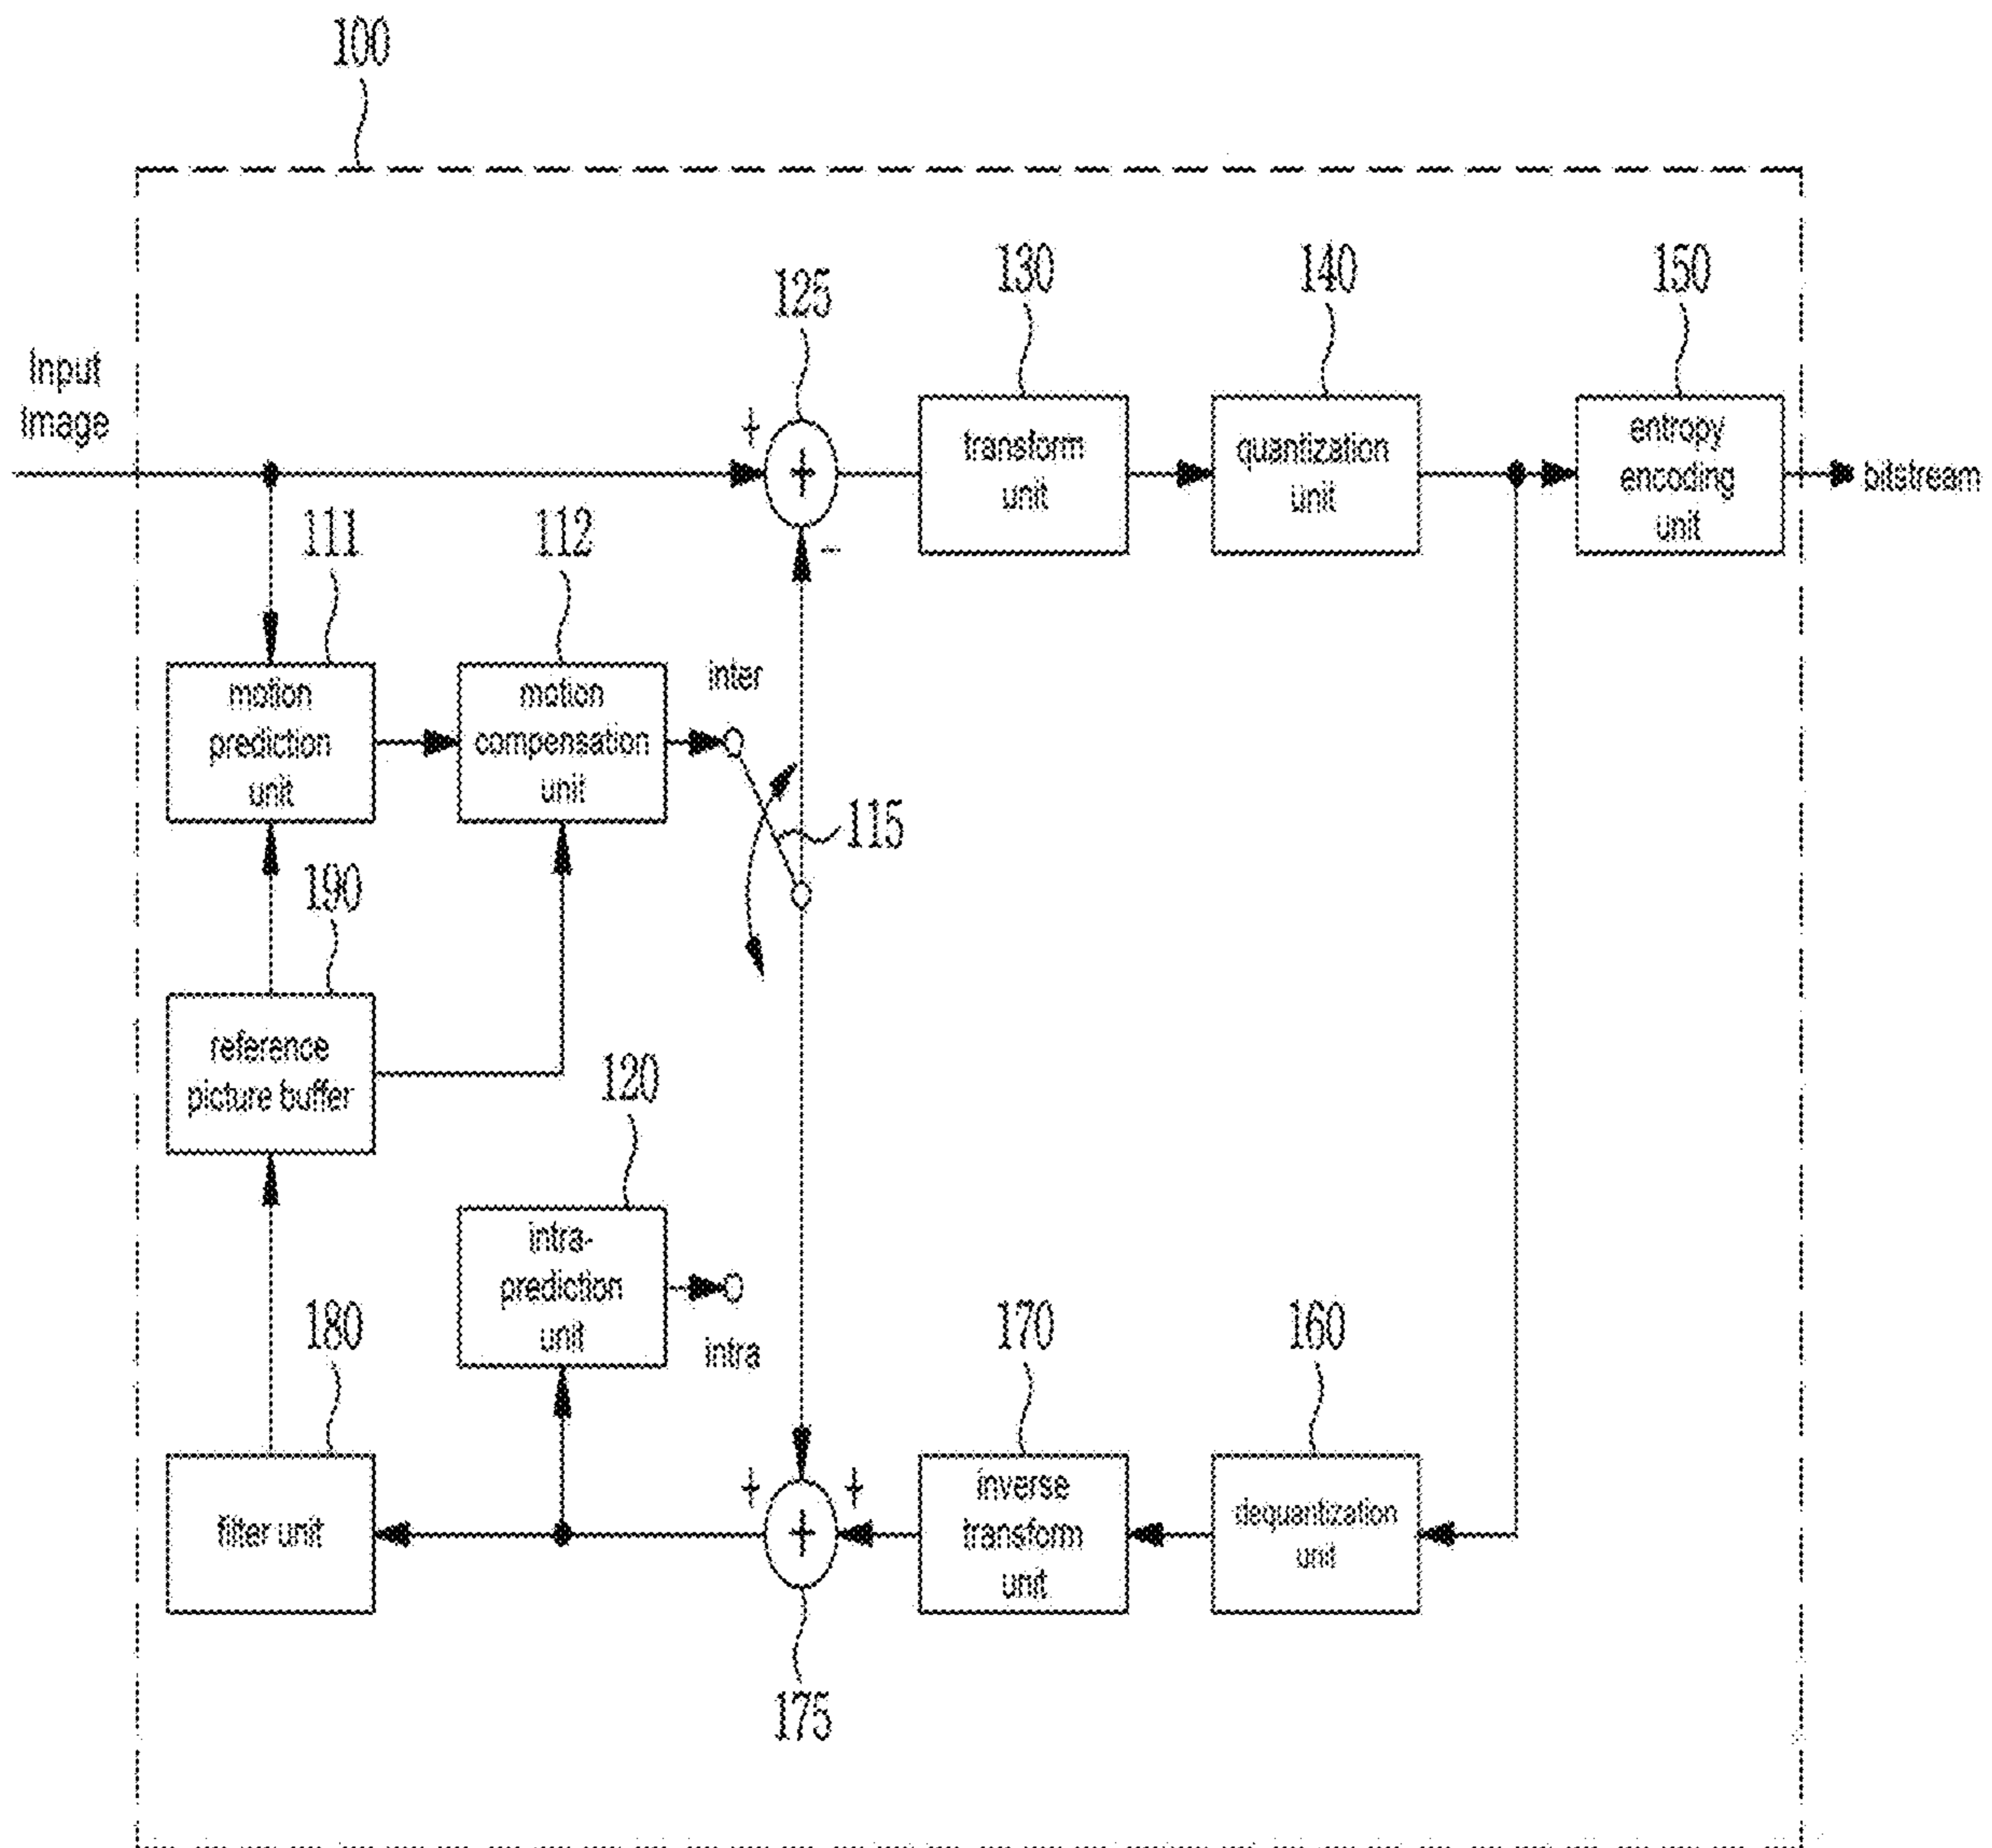 100
125
130
140
150
Input
Image
+
+
-
transform
unit
quantization
unit
entropy
encoding
unit
bitstream
111
112
motion
prediction
unit
motion
compensation
unit
inter
115
190
reference
picture buffer
120
intra-
prediction
unit
intra
180
filter unit
+
+
+
170
inverse
transform
unit
160
dequantization
unit
175